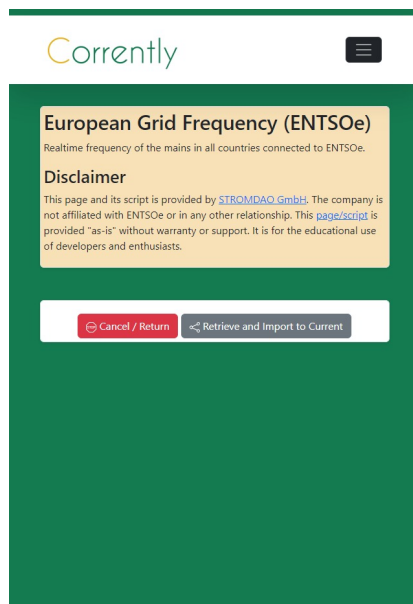 Corrently
European Grid Frequency (ENTSOe)
Realtime frequency of the mains in all countries connected to ENTSOe.
Disclaimer
This page and its script is provided by STROMDAO GmbH. The company is
not affiliated with ENTSOe or in any other relationship. This page/script is
provided "as-is" without warranty or support. It is for the educational use
of developers and enthusiasts.
Cancel / Return Retrieve and Import to Current